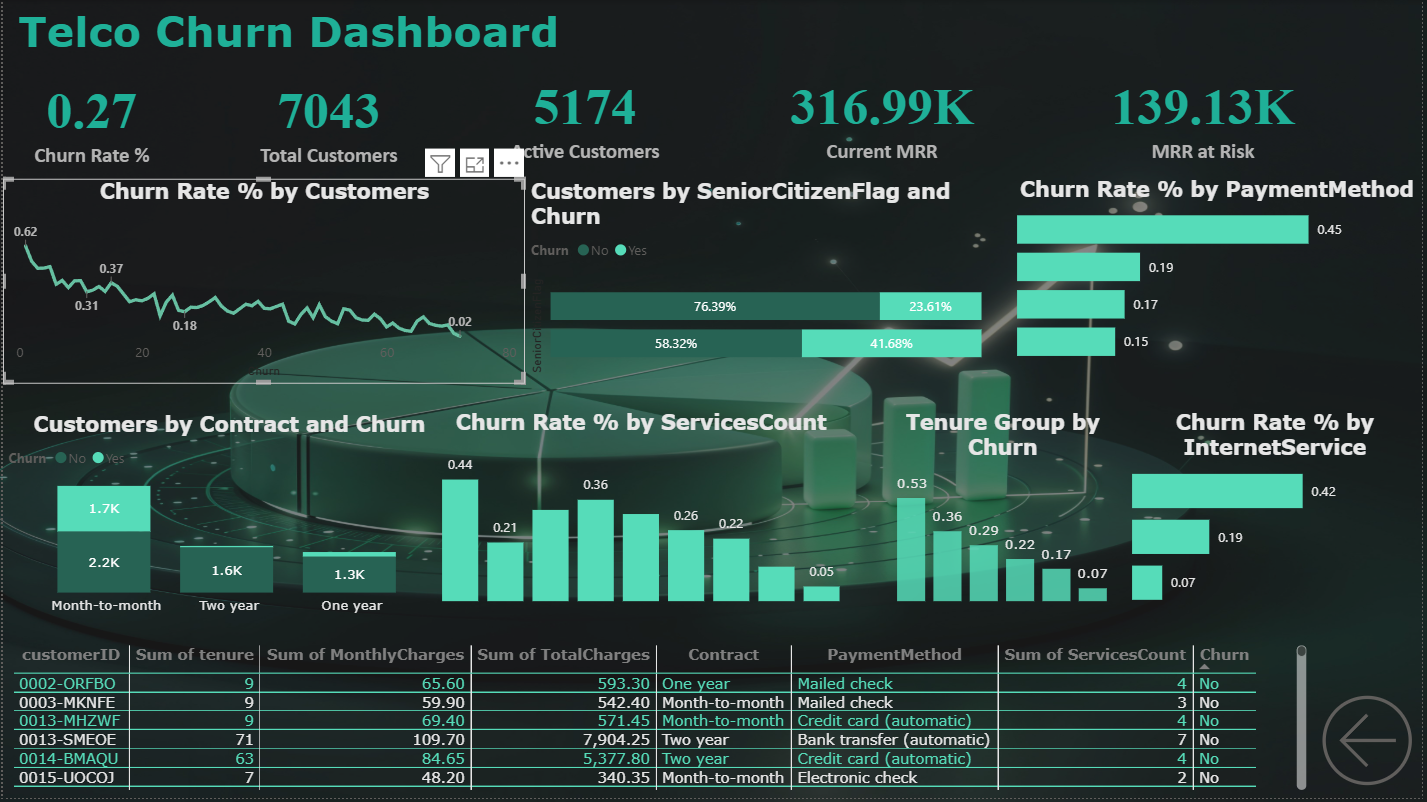 Telco Churn Dashboard
0.27
Churn Rate %
7043
Total Customers
5174
Active Customers
316.99K
Current MRR
139.13K
MRR at Risk
Churn Rate % by Customers
0.62
0.37
0.31
0.18
0.02
0 20 40 60 80
Churn
Customers by SeniorCitizenFlag and
Churn
Churn No Yes
76.39% 23.61%
58.32% 41.68%
Churn Rate % by PaymentMethod
0.45
0.19
0.17
0.15
Customers by Contract and Churn
Churn No Yes
1.7K
2.2K
1.6K
1.3K
Month-to-month Two year One year
Churn Rate % by ServicesCount
0.44
0.21
0.36
0.26
0.22
0.05
Tenure Group by
Churn
0.53
0.36
0.29
0.22
0.17
0.07
Churn Rate % by
InternetService
0.42
0.19
0.07
customerID Sum of tenure Sum of MonthlyCharges Sum of TotalCharges Contract PaymentMethod Sum of ServicesCount Churn
0002-ORFBO 9 65.60 593.30 One year Mailed check 4 No
0003-MKNFE 9 59.90 542.40 Month-to-month Mailed check 3 No
0013-MHZWF 9 69.40 571.45 Month-to-month Credit card (automatic) 4 No
0013-SMEOE 71 109.70 7,904.25 Two year Bank transfer (automatic) 7 No
0014-BMAQU 63 84.65 5,377.80 Two year Credit card (automatic) 4 No
0015-UOCOJ 7 48.20 340.35 Month-to-month Electronic check 2 No